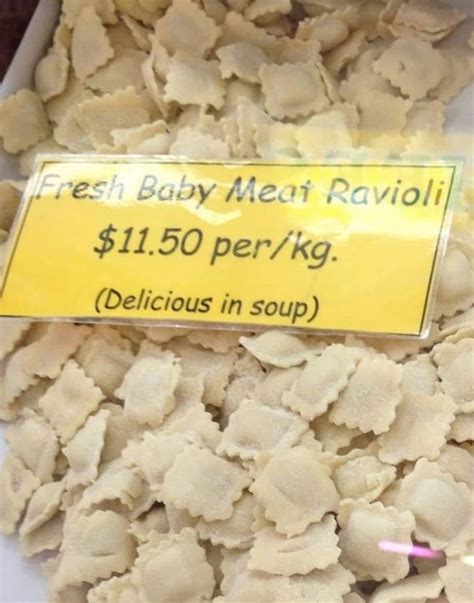 Fresh Baby Meat Ravioli
$11.50 per/kg.
(Delicious in soup)